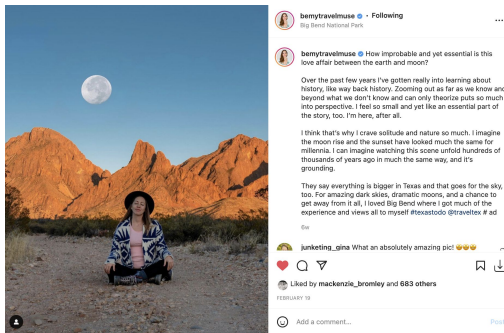 bemytravelmuse • Following
Big Bend National Park
bemytravelmuse How improbable and yet essential is this
love affair between the earth and moon?
Over the past few years I've gotten really into learning about
history, like way back history. Zooming out as far as we know and
beyond what we don't know and can only theorize puts so much
into perspective. I feel so small and yet like an essential part of
the story, too. I'm here, after all.
I think that's why I crave solitude and nature so much. I imagine
the moon rise and the sunset have looked much the same for
millennia. I can imagine watching this scene unfold hundreds of
thousands of years ago in much the same way, and it's
grounding.
They say everything is bigger in Texas and that goes for the sky,
too. For amazing dark skies, dramatic moons, and a chance to
get away from it all, I loved Big Bend where I got much of the
experience and views all to myself #texastodo @traveltex # ad
6w
junketing_gina What an absolutely amazing pic!
Liked by mackenzie_bromley and 683 others
FEBRUARY 19
Add a comment...
Post